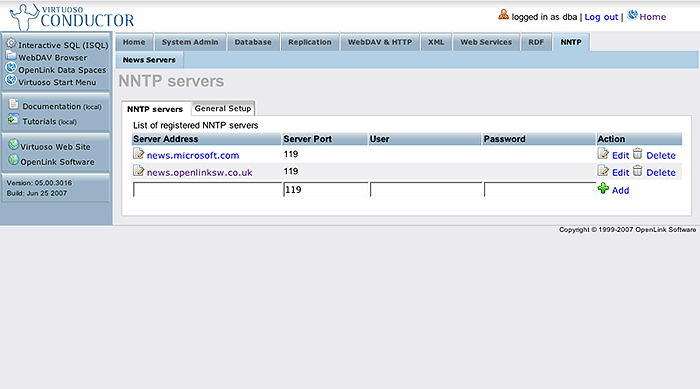 VIRTUOSO
CONDUCTOR
logged in as dba | Log out | Home
Interactive SQL (ISQL)
WebDAV Browser
OpenLink Data Spaces
Virtuoso Start Menu
Documentation (local)
Tutorials (local)
Virtuoso Web Site
OpenLink Software
Version: 05.00.3016
Build: Jun 25 2007
Home System Admin Database Replication WebDAV & HTTP XML Web Services RDF NNTP
News Servers
NNTP servers
NNTP servers General Setup
List of registered NNTP servers
Server Address Server Port User Password Action
news.microsoft.com 119 Edit Delete
news.openlinksw.co.uk 119 Edit Delete
119 Add
Copyright © 1999-2007 OpenLink Software